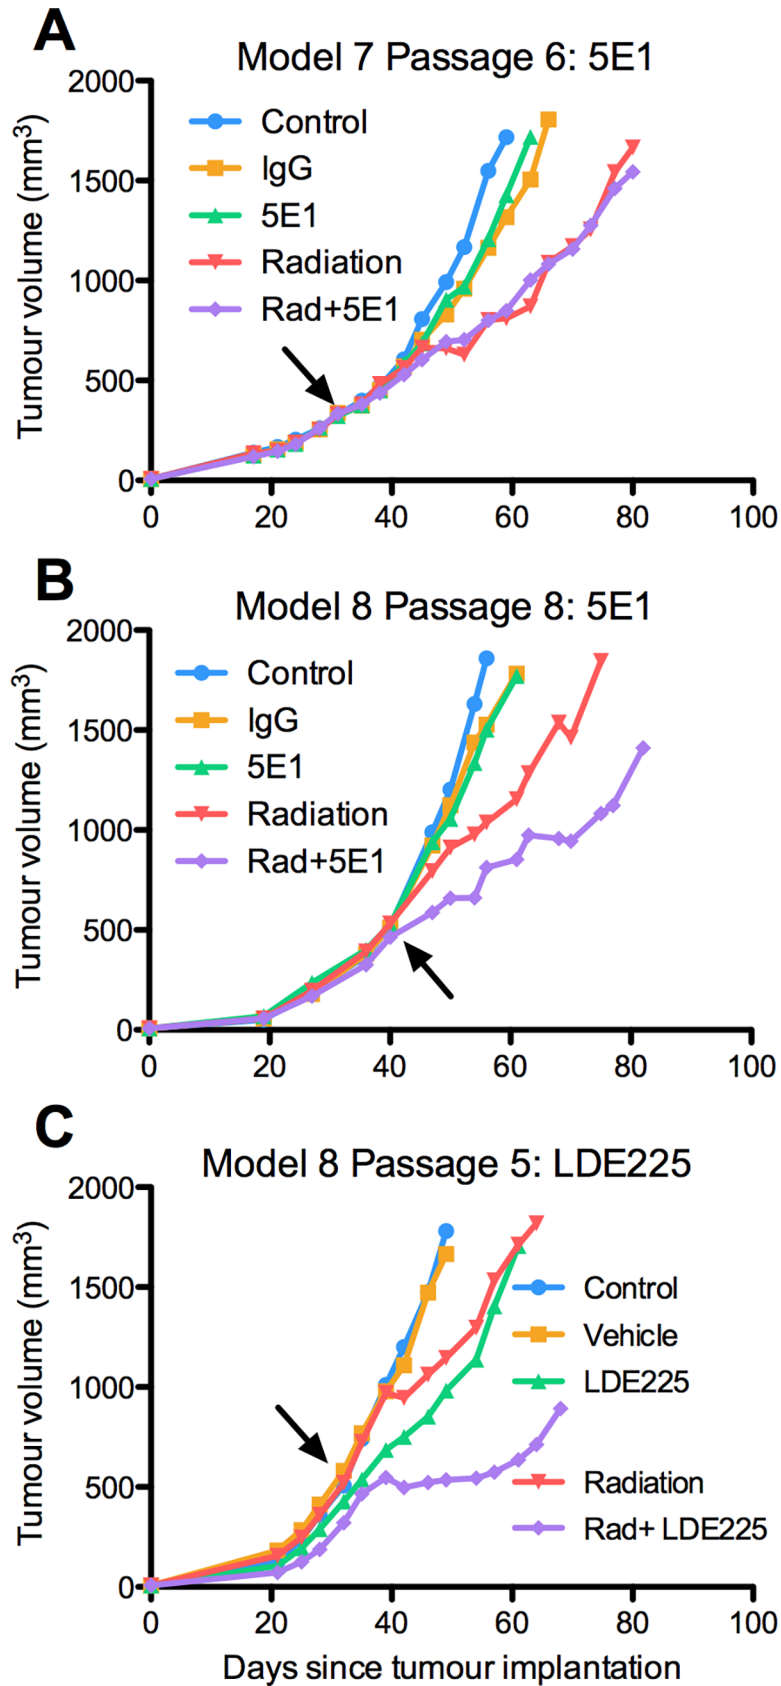 A
Model 7 Passage 6: 5E1
Tumour volume (mm³)
2000
1500
1000
500
0
Control
IgG
5E1
Radiation
Rad+5E1
0 20 40 60 80 100
B
Model 8 Passage 8: 5E1
Tumour volume (mm³)
2000
1500
1000
500
0
Control
IgG
5E1
Radiation
Rad+5E1
0 20 40 60 80 100
C
Model 8 Passage 5: LDE225
Tumour volume (mm³)
2000
1500
1000
500
0
Control
Vehicle
LDE225
Radiation
Rad+ LDE225
0 20 40 60 80 100
Days since tumour implantation